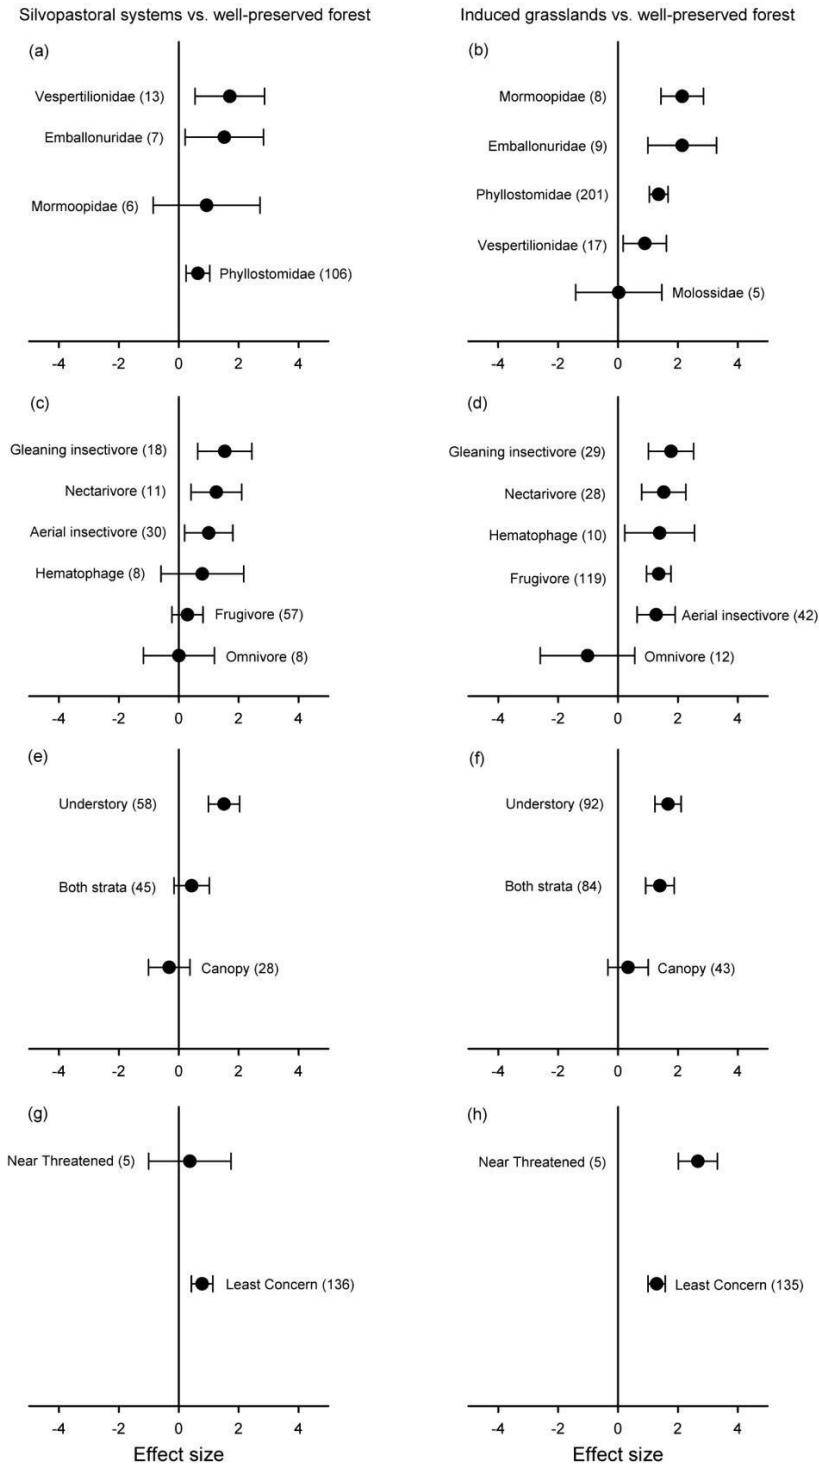 Silvopastoral systems vs. well-preserved forest
Induced grasslands vs. well-preserved forest
(a)
Vespertilionidae (13)
Emballonuridae (7)
Mormoopidae (6)
Phyllostomidae (106)
-4 -2 0 2 4
(b)
Mormoopidae (8)
Emballonuridae (9)
Phyllostomidae (201)
Vespertilionidae (17)
Molossidae (5)
-4 -2 0 2 4
(c)
Gleaning insectivore (18)
Nectarivore (11)
Aerial insectivore (30)
Hematophage (8)
Frugivore (57)
Omnivore (8)
-4 -2 0 2 4
(d)
Gleaning insectivore (29)
Nectarivore (28)
Hematophage (10)
Frugivore (119)
Aerial insectivore (42)
Omnivore (12)
-4 -2 0 2 4
(e)
Understory (58)
Both strata (45)
Canopy (28)
-4 -2 0 2 4
(f)
Understory (92)
Both strata (84)
Canopy (43)
-4 -2 0 2 4
(g)
Near Threatened (5)
Least Concern (136)
-4 -2 0 2 4
Effect size
(h)
Near Threatened (5)
Least Concern (135)
-4 -2 0 2 4
Effect size